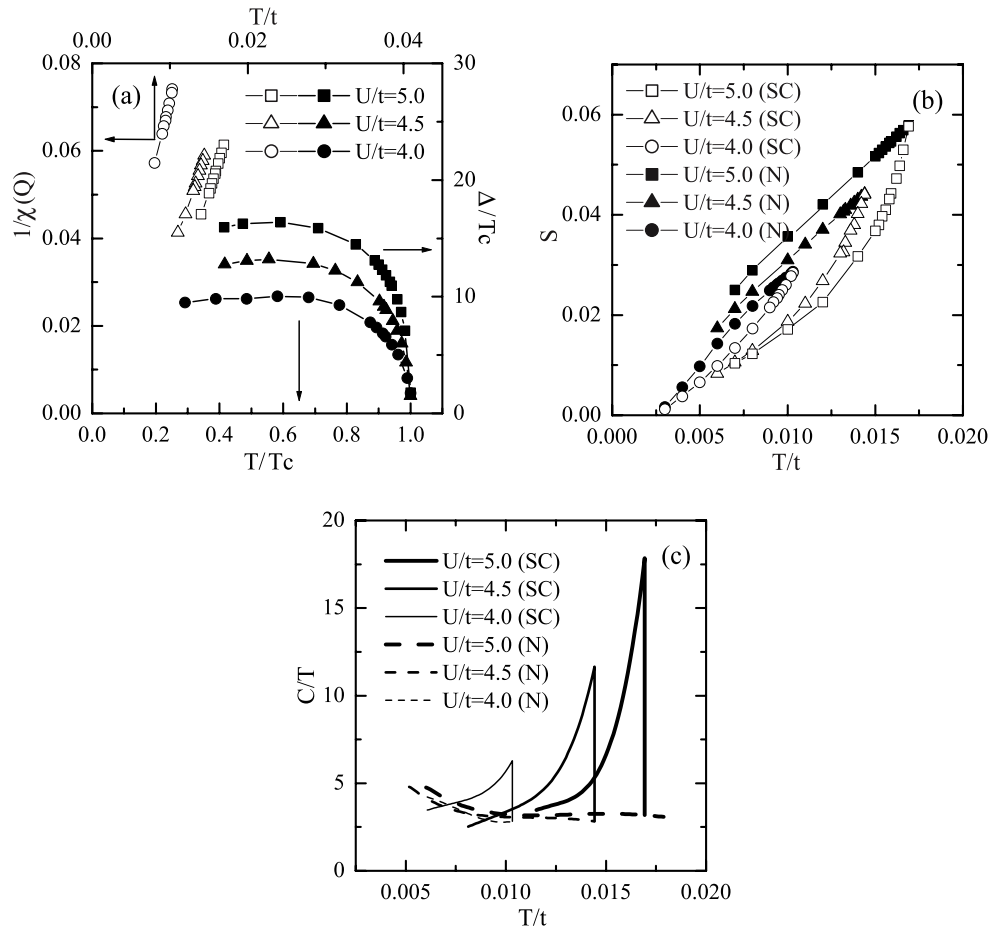 T/t
0.00 0.02 0.04
0.08 30
(a)
U/t=5.0
U/t=4.5
U/t=4.0
0.06 20
0.04
0.02 10
0.00 0
1/χ(Q)
Δ/Tc
0.0 0.2 0.4 0.6 0.8 1.0
T/Tc
(b)
U/t=5.0 (SC)
U/t=4.5 (SC)
U/t=4.0 (SC)
U/t=5.0 (N)
U/t=4.5 (N)
U/t=4.0 (N)
0.06
0.04
0.02
0.00
S
0.000 0.005 0.010 0.015 0.020
T/t
(c)
U/t=5.0 (SC)
U/t=4.5 (SC)
U/t=4.0 (SC)
U/t=5.0 (N)
U/t=4.5 (N)
U/t=4.0 (N)
20
15
10
5
0
C/T
0.005 0.010 0.015 0.020
T/t